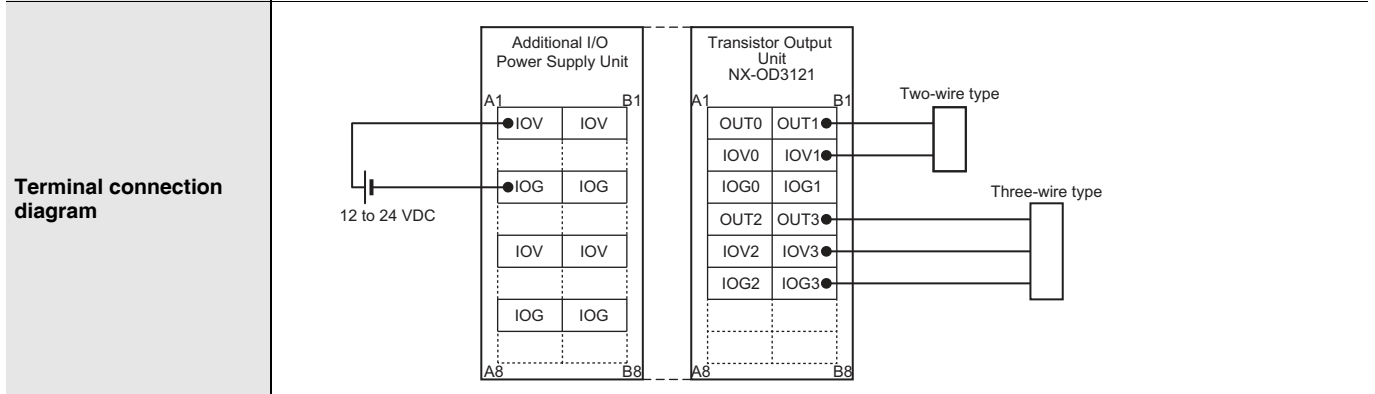 Terminal connection
diagram
Additional I/O
Power Supply Unit
A1 B1
IOV IOV
IOG IOG
IOV IOV
IOG IOG
A8 B8
12 to 24 VDC
Transistor Output
Unit
NX-OD3121
A1 B1
OUT0 OUT1
IOV0 IOV1
IOG0 IOG1
OUT2 OUT3
IOV2 IOV3
IOG2 IOG3
A8 B8
Two-wire type
Three-wire type